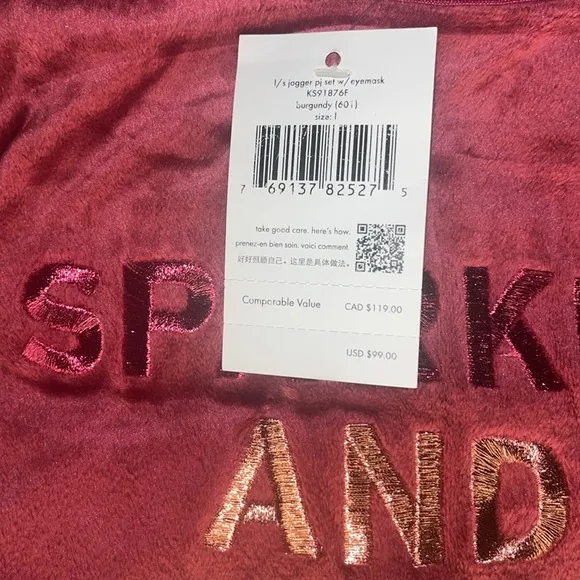 l/s jogger pj set w/eyemask
KS91876F
burgundy (601)
size: l
7 69137 82527 5
take good care. here's how.
prenez-en bien soin. voici comment.
好好照顾自己。这里是具体做法。
Comparable Value CAD $119.00
USD $99.00
AND